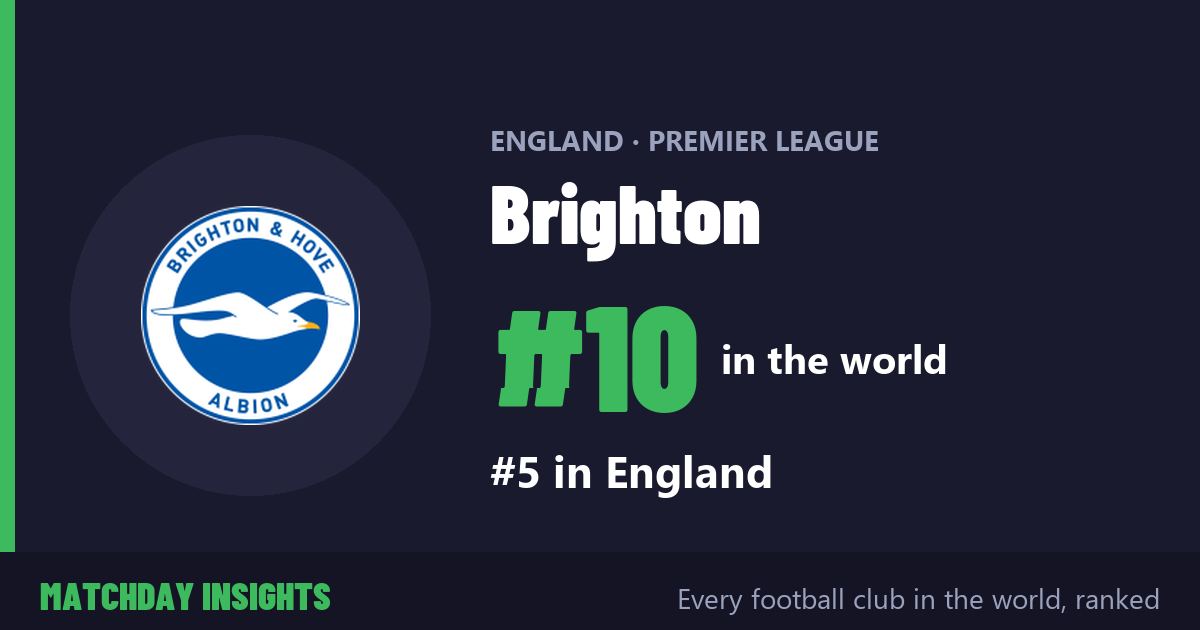 ENGLAND · PREMIER LEAGUE
Brighton
BRIGHTON & HOVE
ALBION
#10 in the world
#5 in England
MATCHDAY INSIGHTS
Every football club in the world, ranked